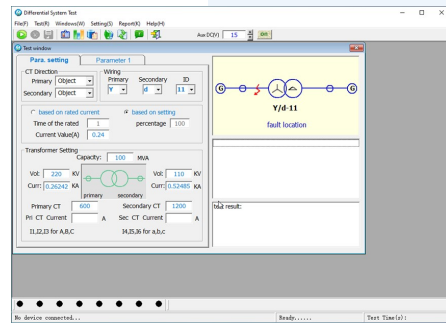 Differential System Test
File(F) Test(R) Windows(W) Setting(S) Report(K) Help(H)
Aux DC(V) 15 Off
Test window
Para. setting Parameter 1
CT Direction
Primary Object
Secondary Object
Wiring
Primary Secondary ID
Y d 11
based on rated current based on setting
Time of the rated 1 percentage 100
Current Value(A) 0.24
Transformer Setting
Capacity: 100 MVA
Vol: 220 KV Vol: 110 KV
Curr: 0.26242 KA Curr: 0.52485 KA
primary secondary
Primary CT 600 Secondary CT 1200
Pri CT Current A Sec CT Current A
I1,I2,I3 for A,B,C I4,I5,I6 for a,b,c
G G
Y/d-11
fault location
test result:
No device connected... Ready...... Test Time(s):